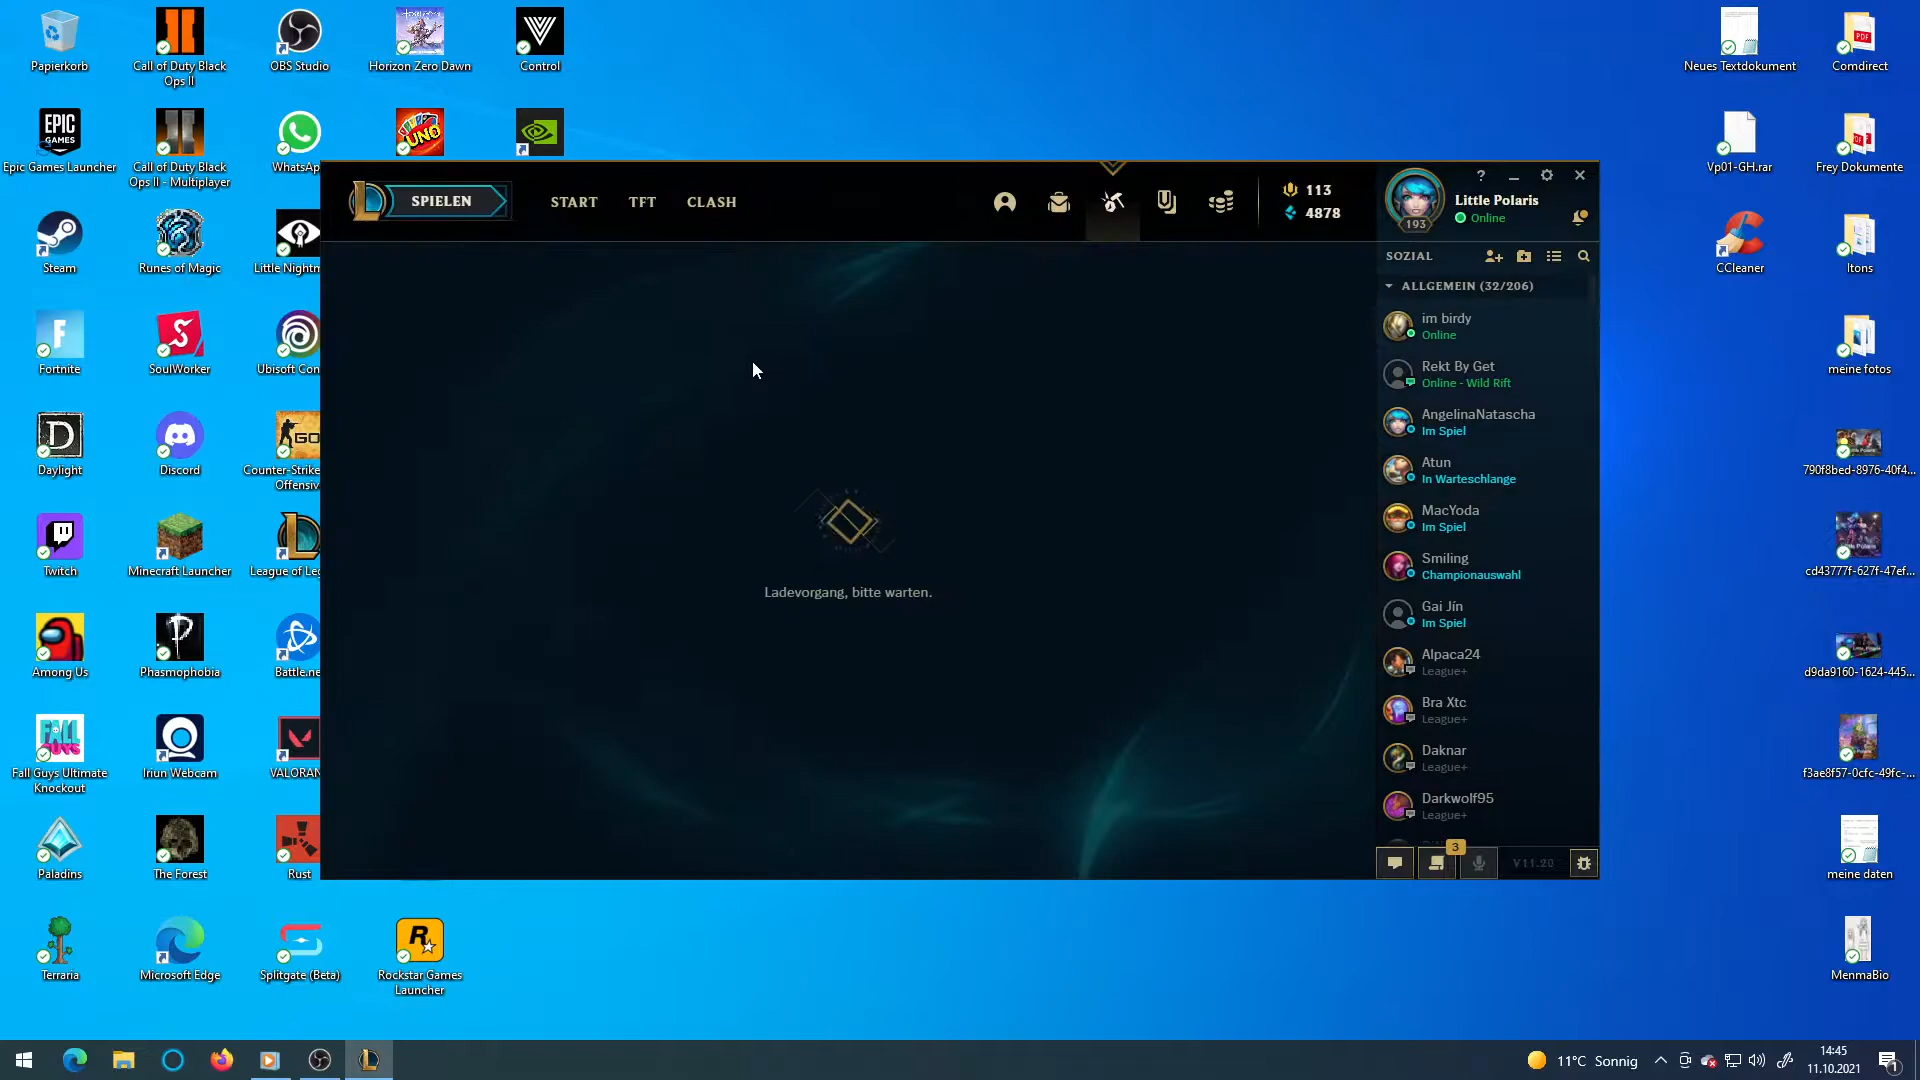 Papierkorb
Call of Duty Black
Ops II
OBS Studio
Horizon Zero Dawn
Control
Neues Textdokument
Comdirect
EPIC
GAMES
Epic Games Launcher
Call of Duty Black
Ops II - Multiplayer
WhatsAp
UNO
Vp01-GH.rar
Frey Dokumente
Steam
Runes of Magic
Little Nightm
CCleaner
Itons
SPIELEN
START
TFT
CLASH
113
4878
193
Little Polaris
Online
SOZIAL
ALLGEMEIN (32/206)
im birdy
Online
Rekt By Get
Online - Wild Rift
AngelinaNatascha
Im Spiel
Atun
In Warteschlange
MacYoda
Im Spiel
Smiling
Championauswahl
Gai Jín
Im Spiel
Alpaca24
League+
Bra Xtc
League+
Daknar
League+
Darkwolf95
League+
3
V11.20
Ladevorgang, bitte warten.
Fortnite
SoulWorker
Ubisoft Con
meine fotos
Daylight
Discord
GO
Counter-Strike
Offensiv
790f8bed-8976-40f4...
Twitch
Minecraft Launcher
League of Leg
cd43777f-627f-47ef...
Among Us
Phasmophobia
Battle.ne
d9da9160-1624-445...
FALL
GUYS
Fall Guys Ultimate
Knockout
Iriun Webcam
VALORAN
f3ae8f57-0cfc-49fc-...
Paladins
The Forest
Rust
meine daten
Terraria
Microsoft Edge
Splitgate (Beta)
Rockstar Games
Launcher
MenmaBio
11°C Sonnig
14:45
11.10.2021
1